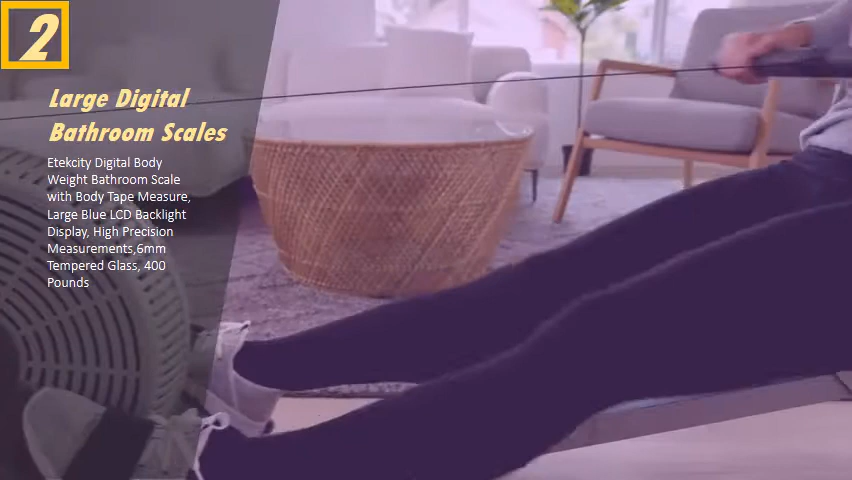 2
Large Digital
Bathroom Scales
Etekcity Digital Body
Weight Bathroom Scale
with Body Tape Measure,
Large Blue LCD Backlight
Display, High Precision
Measurements,6mm
Tempered Glass, 400
Pounds